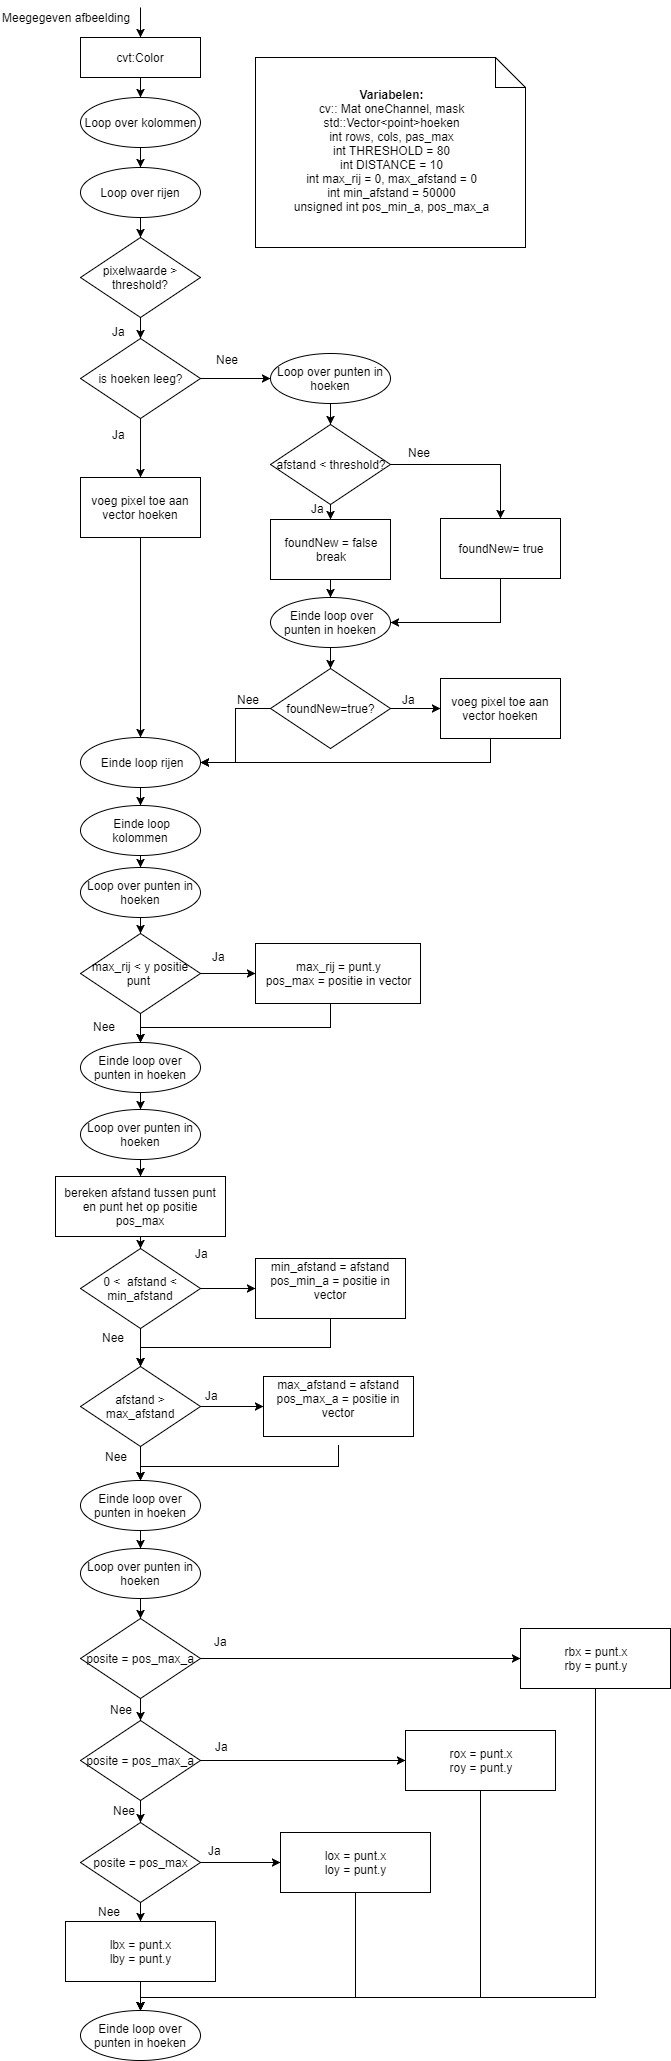 Meegegeven afbeelding
cvt:Color
Loop over kolommen
Loop over rijen
Variabelen:
cv:: Mat oneChannel, mask
std::Vector<point>hoeken
int rows, cols, pas_max
int THRESHOLD = 80
int DISTANCE = 10
int max_rij = 0, max_afstand = 0
int min_afstand = 50000
unsigned int pos_min_a, pos_max_a
pixelwaarde >
threshold?
Ja
is hoeken leeg?
Nee
Loop over punten in
hoeken
Ja
afstand < threshold?
Nee
voeg pixel toe aan
vector hoeken
Ja
foundNew = false
break
foundNew= true
Einde loop over
punten in hoeken
foundNew=true?
Nee
Ja
voeg pixel toe aan
vector hoeken
Einde loop rijen
Einde loop
kolommen
Loop over punten in
hoeken
max_rij < y positie
punt
Ja
max_rij = punt.y
pos_max = positie in vector
Nee
Einde loop over
punten in hoeken
Loop over punten in
hoeken
bereken afstand tussen punt
en punt het op positie
pos_max
0 <  afstand <
min_afstand
Ja
min_afstand = afstand
pos_min_a = positie in
vector
Nee
afstand >
max_afstand
Ja
max_afstand = afstand
pos_max_a = positie in
vector
Nee
Einde loop over
punten in hoeken
Loop over punten in
hoeken
posite = pos_max_a
Ja
rbx = punt.x
rby = punt.y
Nee
posite = pos_max_a
Ja
rox = punt.x
roy = punt.y
Nee
posite = pos_max
Ja
lox = punt.x
loy = punt.y
Nee
lbx = punt.x
lby = punt.y
Einde loop over
punten in hoeken